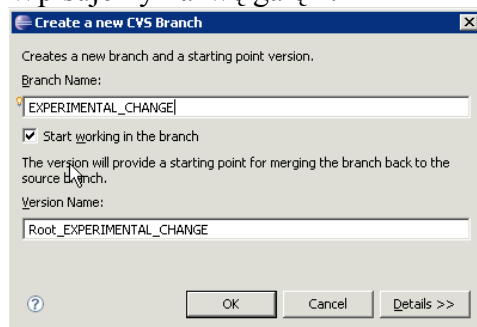 Create a new CVS Branch
Creates a new branch and a starting point version.
Branch Name:
EXPERIMENTAL_CHANGE
Start working in the branch
The version will provide a starting point for merging the branch back to the
source branch.
Version Name:
Root_EXPERIMENTAL_CHANGE
OK Cancel Details >>